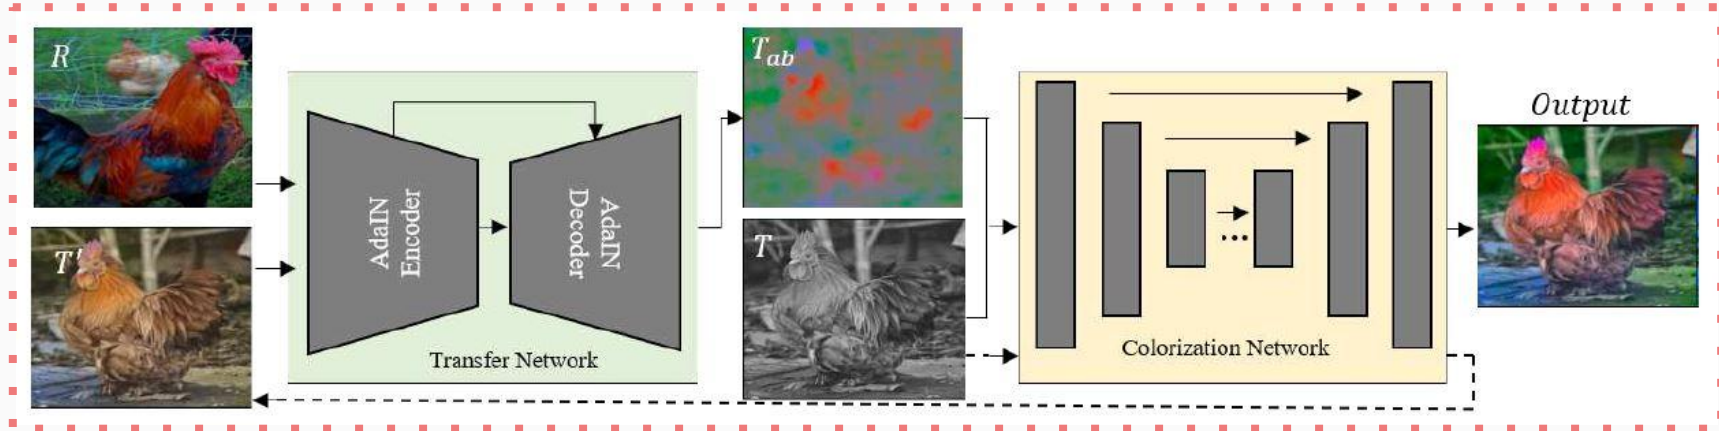 R
T'
AdaIN
Encoder
AdaIN
Decoder
Transfer Network
T_ab
T
...
Colorization Network
Output